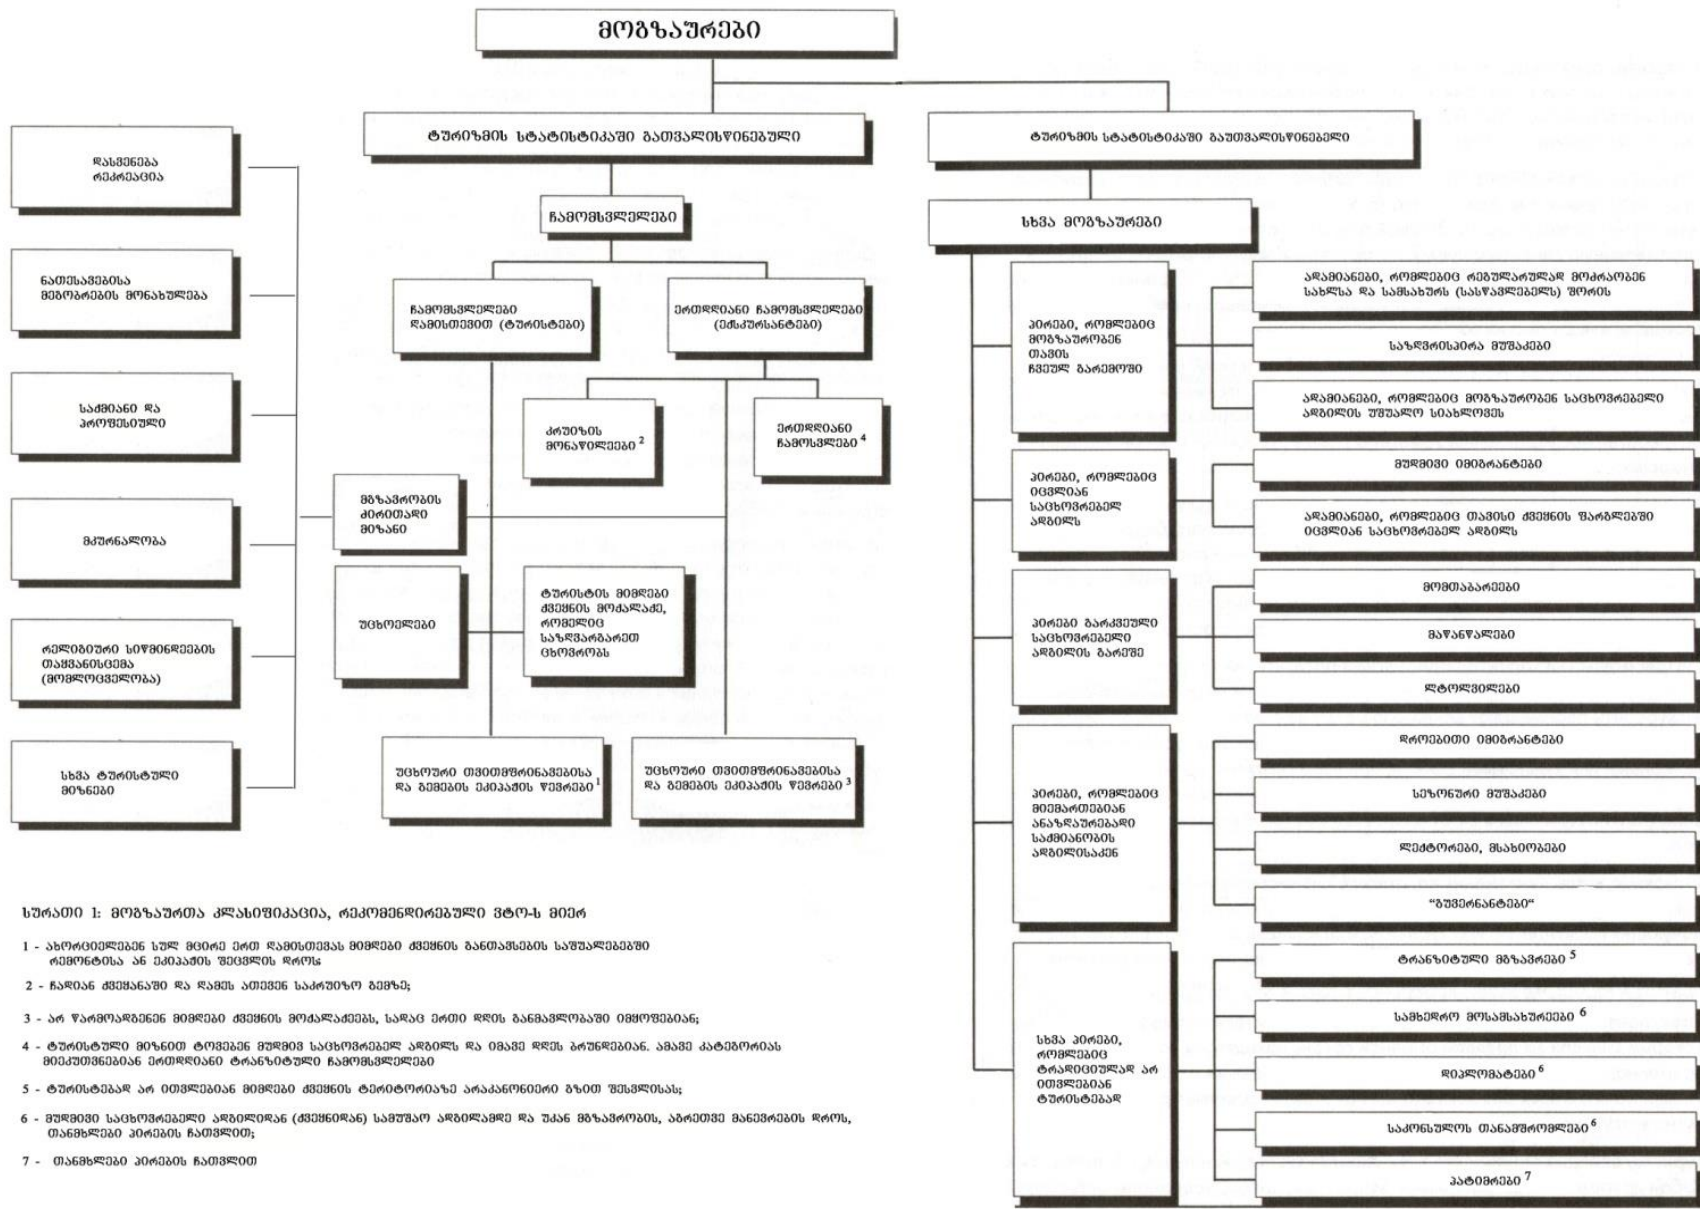 მოგზაურები
ტურიზმის სტატისტიკაში გათვალისწინებული
ტურიზმის სტატისტიკაში გაუთვალისწინებელი
დასვენება
რეკრეაცია
ნათესავებისა
მეგობრების მონახულება
საქმიანი და
პროფესიული
მკურნალობა
რელიგიური სიწმინდეების
თაყვანისცემა
(მომლოცველობა)
სხვა ტურისტული
მიზნები
ჩამომსვლელები
ჩამომსვლელები
ღამისთევით (ტურისტები)
ერთდღიანი ჩამომსვლელები
(ექსკურსანტები)
კრუიზის
მონაწილეები 2
ერთდღიანი
ჩამოსვლები 4
მგზავრობის
ძირითადი
მიზანი
უცხოელები
ტურისტის მიმღები
ქვეყნის მოქალაქე,
რომელიც
საზღვარგარეთ
ცხოვრობს
უცხოური თვითმფრინავებისა
და გემების ეკიპაჟის წევრები 1
უცხოური თვითმფრინავებისა
და გემების ეკიპაჟის წევრები 3
სხვა მოგზაურები
პირები, რომლებიც
მოგზაურობენ
თავის
ჩვეულ გარემოში
ადამიანები, რომლებიც რეგულარულად მოძრაობენ
სახლსა და სამსახურს (სასწავლებელს) შორის
საზღვრისპირა მუშაკები
ადამიანები, რომლებიც მოგზაურობენ საცხოვრებელი
ადგილის უშუალო სიახლოვეს
პირები, რომლებიც
იცვლიან
საცხოვრებელ
ადგილს
მუდმივი იმიგრანტები
ადამიანები, რომლებიც თავისი ქვეყნის ფარგლებში
იცვლიან საცხოვრებელ ადგილს
პირები გარკვეული
საცხოვრებელი
ადგილის გარეშე
მომთაბარეები
მაწანწალები
ლტოლვილები
პირები, რომლებიც
მიემართებიან
ანაზღაურებადი
საქმიანობის
ადგილისაკენ
დროებითი იმიგრანტები
სეზონური მუშაკები
ლექტორები, მსახიობები
“გუვერნანტები“
სხვა პირები,
რომლებიც
ტრადიციულად არ
ითვლებიან
ტურისტებად
ტრანზიტული მგზავრები 5
სამხედრო მოსამსახურეები 6
დიპლომატები 6
საკონსულოს თანამშრომლები 6
პატიმრები 7
სურათი 1: მოგზაურთა კლასიფიკაცია, რეკომენდირებული ვტო-ს მიერ
1 - ახორციელებენ სულ მცირე ერთ ღამისთევას მიმღები ქვეყნის განთავსების საშუალებებში
რემონტისა ან ეკიპაჟის შეცვლის დროს;
2 - ჩადიან ქვეყანაში და ღამეს ათევენ საკრუიზო გემზე;
3 - არ წარმოადგენენ მიმღები ქვეყნის მოქალაქეებს, სადაც ერთი დღის განმავლობაში იმყოფებიან;
4 - ტურისტული მიზნით ტოვებენ მუდმივ საცხოვრებელ ადგილს და იმავე დღეს ბრუნდებიან. ამავე კატეგორიას
მიეკუთვნებიან ერთდღიანი ტრანზიტული ჩამომსვლელები
5 - ტურისტებად არ ითვლებიან მიმღები ქვეყნის ტერიტორიაზე არაკანონიერი გზით შესვლისას;
6 - მუდმივი საცხოვრებელი ადგილიდან (ქვეყნიდან) სამუშაო ადგილამდე და უკან მგზავრობის, აგრეთვე მანევრების დროს,
თანმხლები პირების ჩათვლით;
7 - თანმხლები პირების ჩათვლით